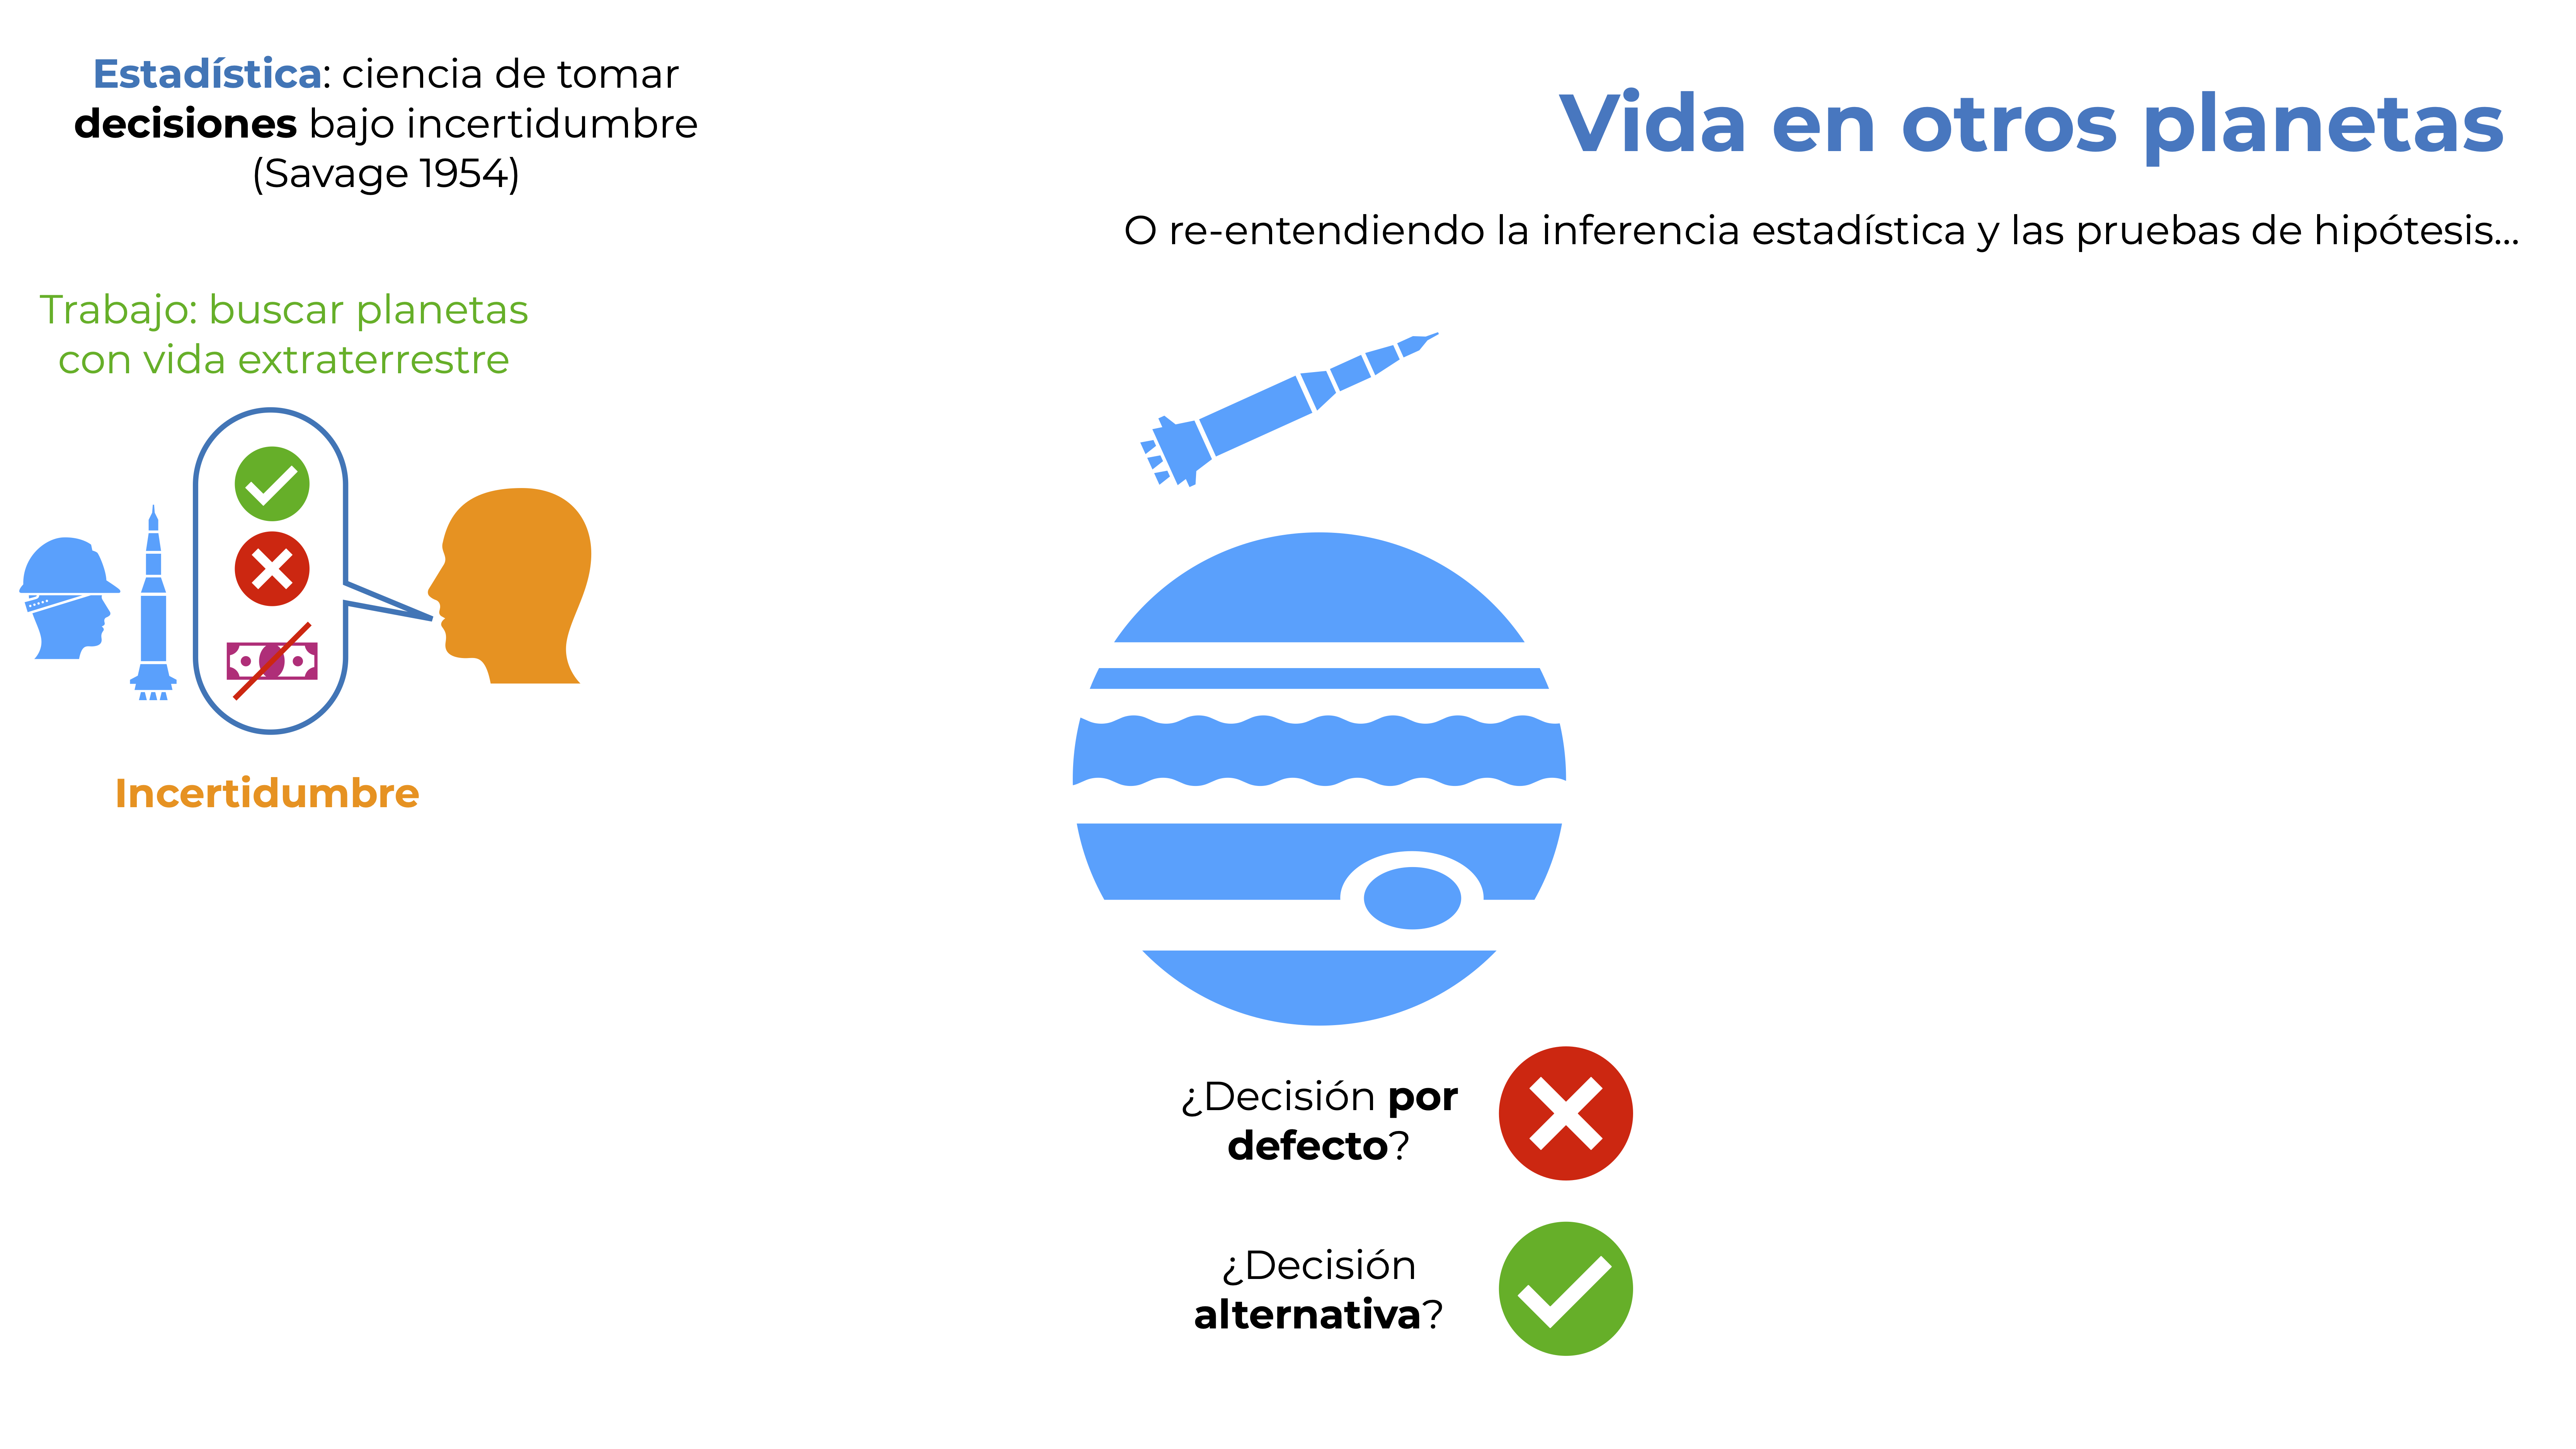 Estadística: ciencia de tomar
decisiones bajo incertidumbre
(Savage 1954)
Vida en otros planetas
O re-entendiendo la inferencia estadística y las pruebas de hipótesis...
Trabajo: buscar planetas
con vida extraterrestre
Incertidumbre
¿Decisión por
defecto?
¿Decisión
alternativa?